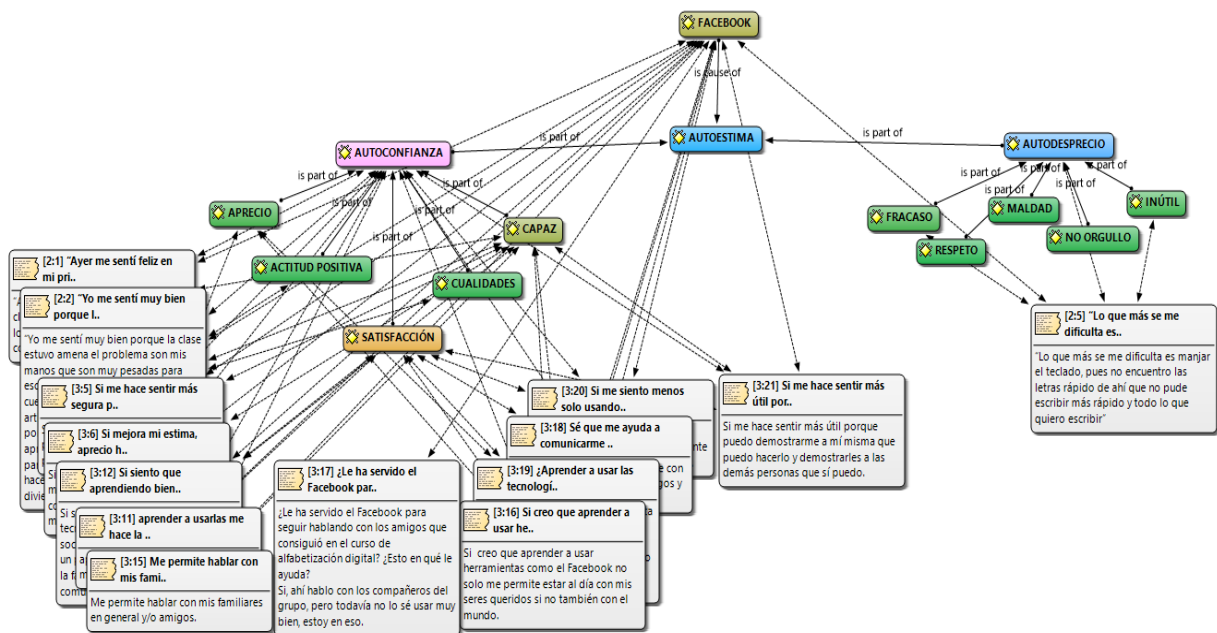 FACEBOOK
is cause of
AUTOESTIMA
is part of
is part of
AUTOCONFIANZA
AUTODESPRECIO
is part of
is part of
is part of
is part of
is part of
is part of
is part of
is part of
APRECIO
CAPAZ
FRACASO
MALDAD
INÚTIL
RESPETO
NO ORGULLO
ACTITUD POSITIVA
CUALIDADES
SATISFACCIÓN
[2:1] "Ayer me sentí feliz en
mi pri..
[2:2] "Yo me sentí muy bien
porque l..
"Yo me sentí muy bien porque la clase
estuvo amena el problema son mis
manos que son muy pesadas para
[3:5] Si me hace sentir más
segura p..
[3:6] Si mejora mi estima,
aprecio h..
[3:12] Si siento que
aprendiendo bien..
[3:11] aprender a usarlas me
hace la ..
[3:15] Me permite hablar con
mis fami..
Me permite hablar con mis familiares
en general y/o amigos.
[3:17] ¿Le ha servido el
Facebook par..
¿Le ha servido el Facebook para
seguir hablando con los amigos que
consiguió en el curso de
alfabetización digital? ¿Esto en qué le
ayuda?
Si, ahí hablo con los compañeros del
grupo, pero todavía no lo sé usar muy
bien, estoy en eso.
[3:20] Si me siento menos
solo usando..
[3:18] Sé que me ayuda a
comunicarme ..
[3:19] ¿Aprender a usar las
tecnologí..
[3:16] Si creo que aprender a
usar he..
Si creo que aprender a usar
herramientas como el Facebook no
solo me permite estar al día con mis
seres queridos si no también con el
mundo.
[3:21] Si me hace sentir más
útil por..
Si me hace sentir más útil porque
puedo demostrarme a mí misma que
puedo hacerlo y demostrarles a las
demás personas que sí puedo.
[2:5] "Lo que más se me
dificulta es..
"Lo que más se me dificulta es manjar
el teclado, pues no encuentro las
letras rápido de ahí que no pude
escribir más rápido y todo lo que
quiero escribir"